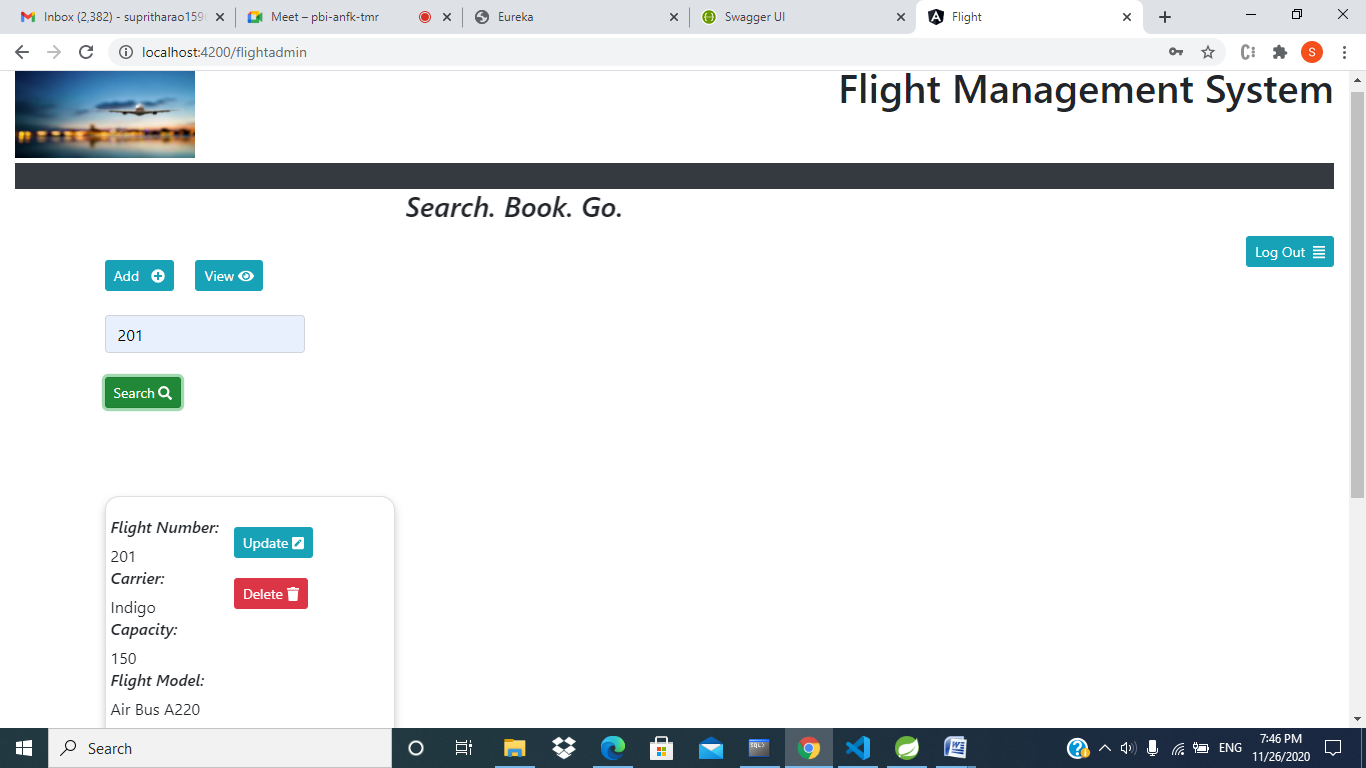 Inbox (2,382) - supritharao159
Meet – pbi-anfk-tmr
Eureka
Swagger UI
Flight
localhost:4200/flightadmin
S
Flight Management System
Search. Book. Go.
Log Out
Add
View
201
Search
Flight Number:
Update
201
Carrier:
Delete
Indigo
Capacity:
150
Flight Model:
Air Bus A220
Search
SQL>
ENG
7:46 PM
11/26/2020